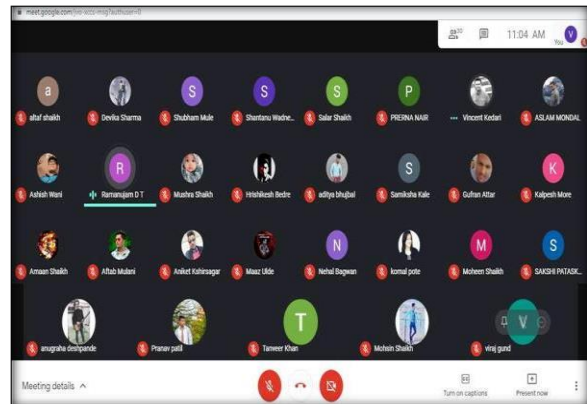 meet.google.com/jvo-xccs-msg?authuser=0
30 11:04 AM You V
a S S S P
altaf shaikh Devika Sharma Shubham Mule Shantanu Wadne... Salar Shaikh PRERNA NAIR Vincent Kedari ASLAM MONDAL
R S K
Ashish Wani Ramanujam D T Mushra Shaikh Hrishikesh Bedre aditya bhujbal Samiksha Kale Gufran Attar Kalpesh More
N M S
Amaan Shaikh Aftab Mulani Aniket Kshirsagar Maaz Ulde Nehal Bagwan komal pote Moheen Shaikh SAKSHI PATASK...
T V
anugraha deshpande Pranav patil Tanveer Khan Mohsin Shaikh viraj gund
Meeting details Turn on captions Present now